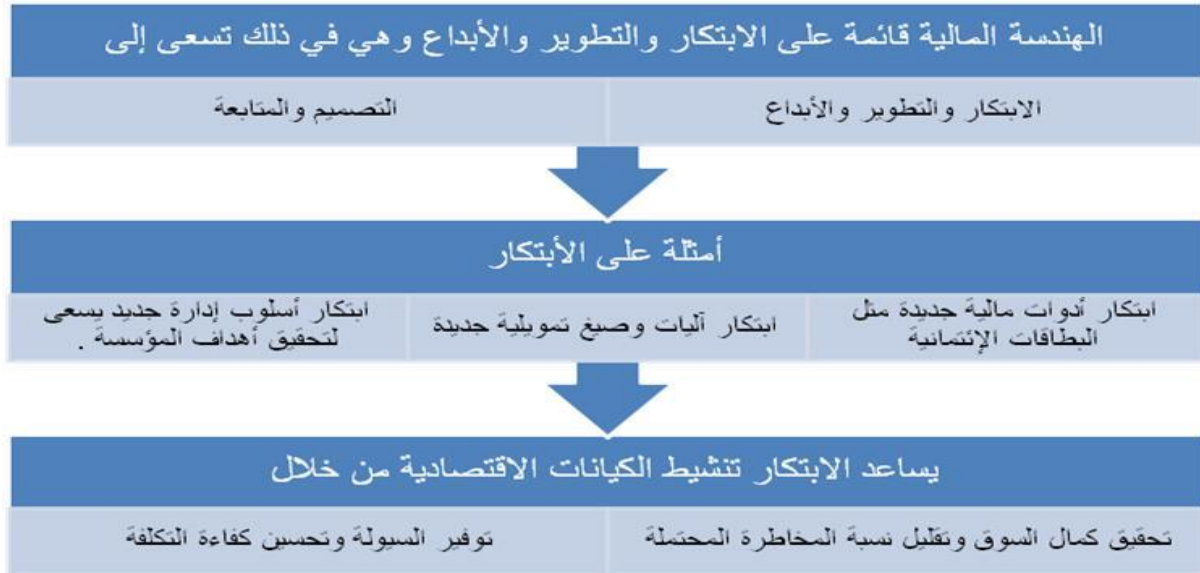 الهندسة المالية قائمة على الابتكار والتطوير والأبداع وهي في ذلك تسعى إلى
الابتكار والتطوير والأبداع
التصميم والمتابعة
أمثلة على الأبتكار
ابتكار أدوات مالية جديدة مثل
البطاقات الإئتمانية
ابتكار آليات وصيغ تمويلية جديدة
ابتكار أسلوب إدارة جديد يسعى
لتحقيق أهداف المؤسسة .
يساعد الابتكار تنشيط الكيانات الاقتصادية من خلال
تحقيق كمال السوق وتقليل نسبة المخاطرة المحتملة
توفير السيولة وتحسين كفاءة التكلفة